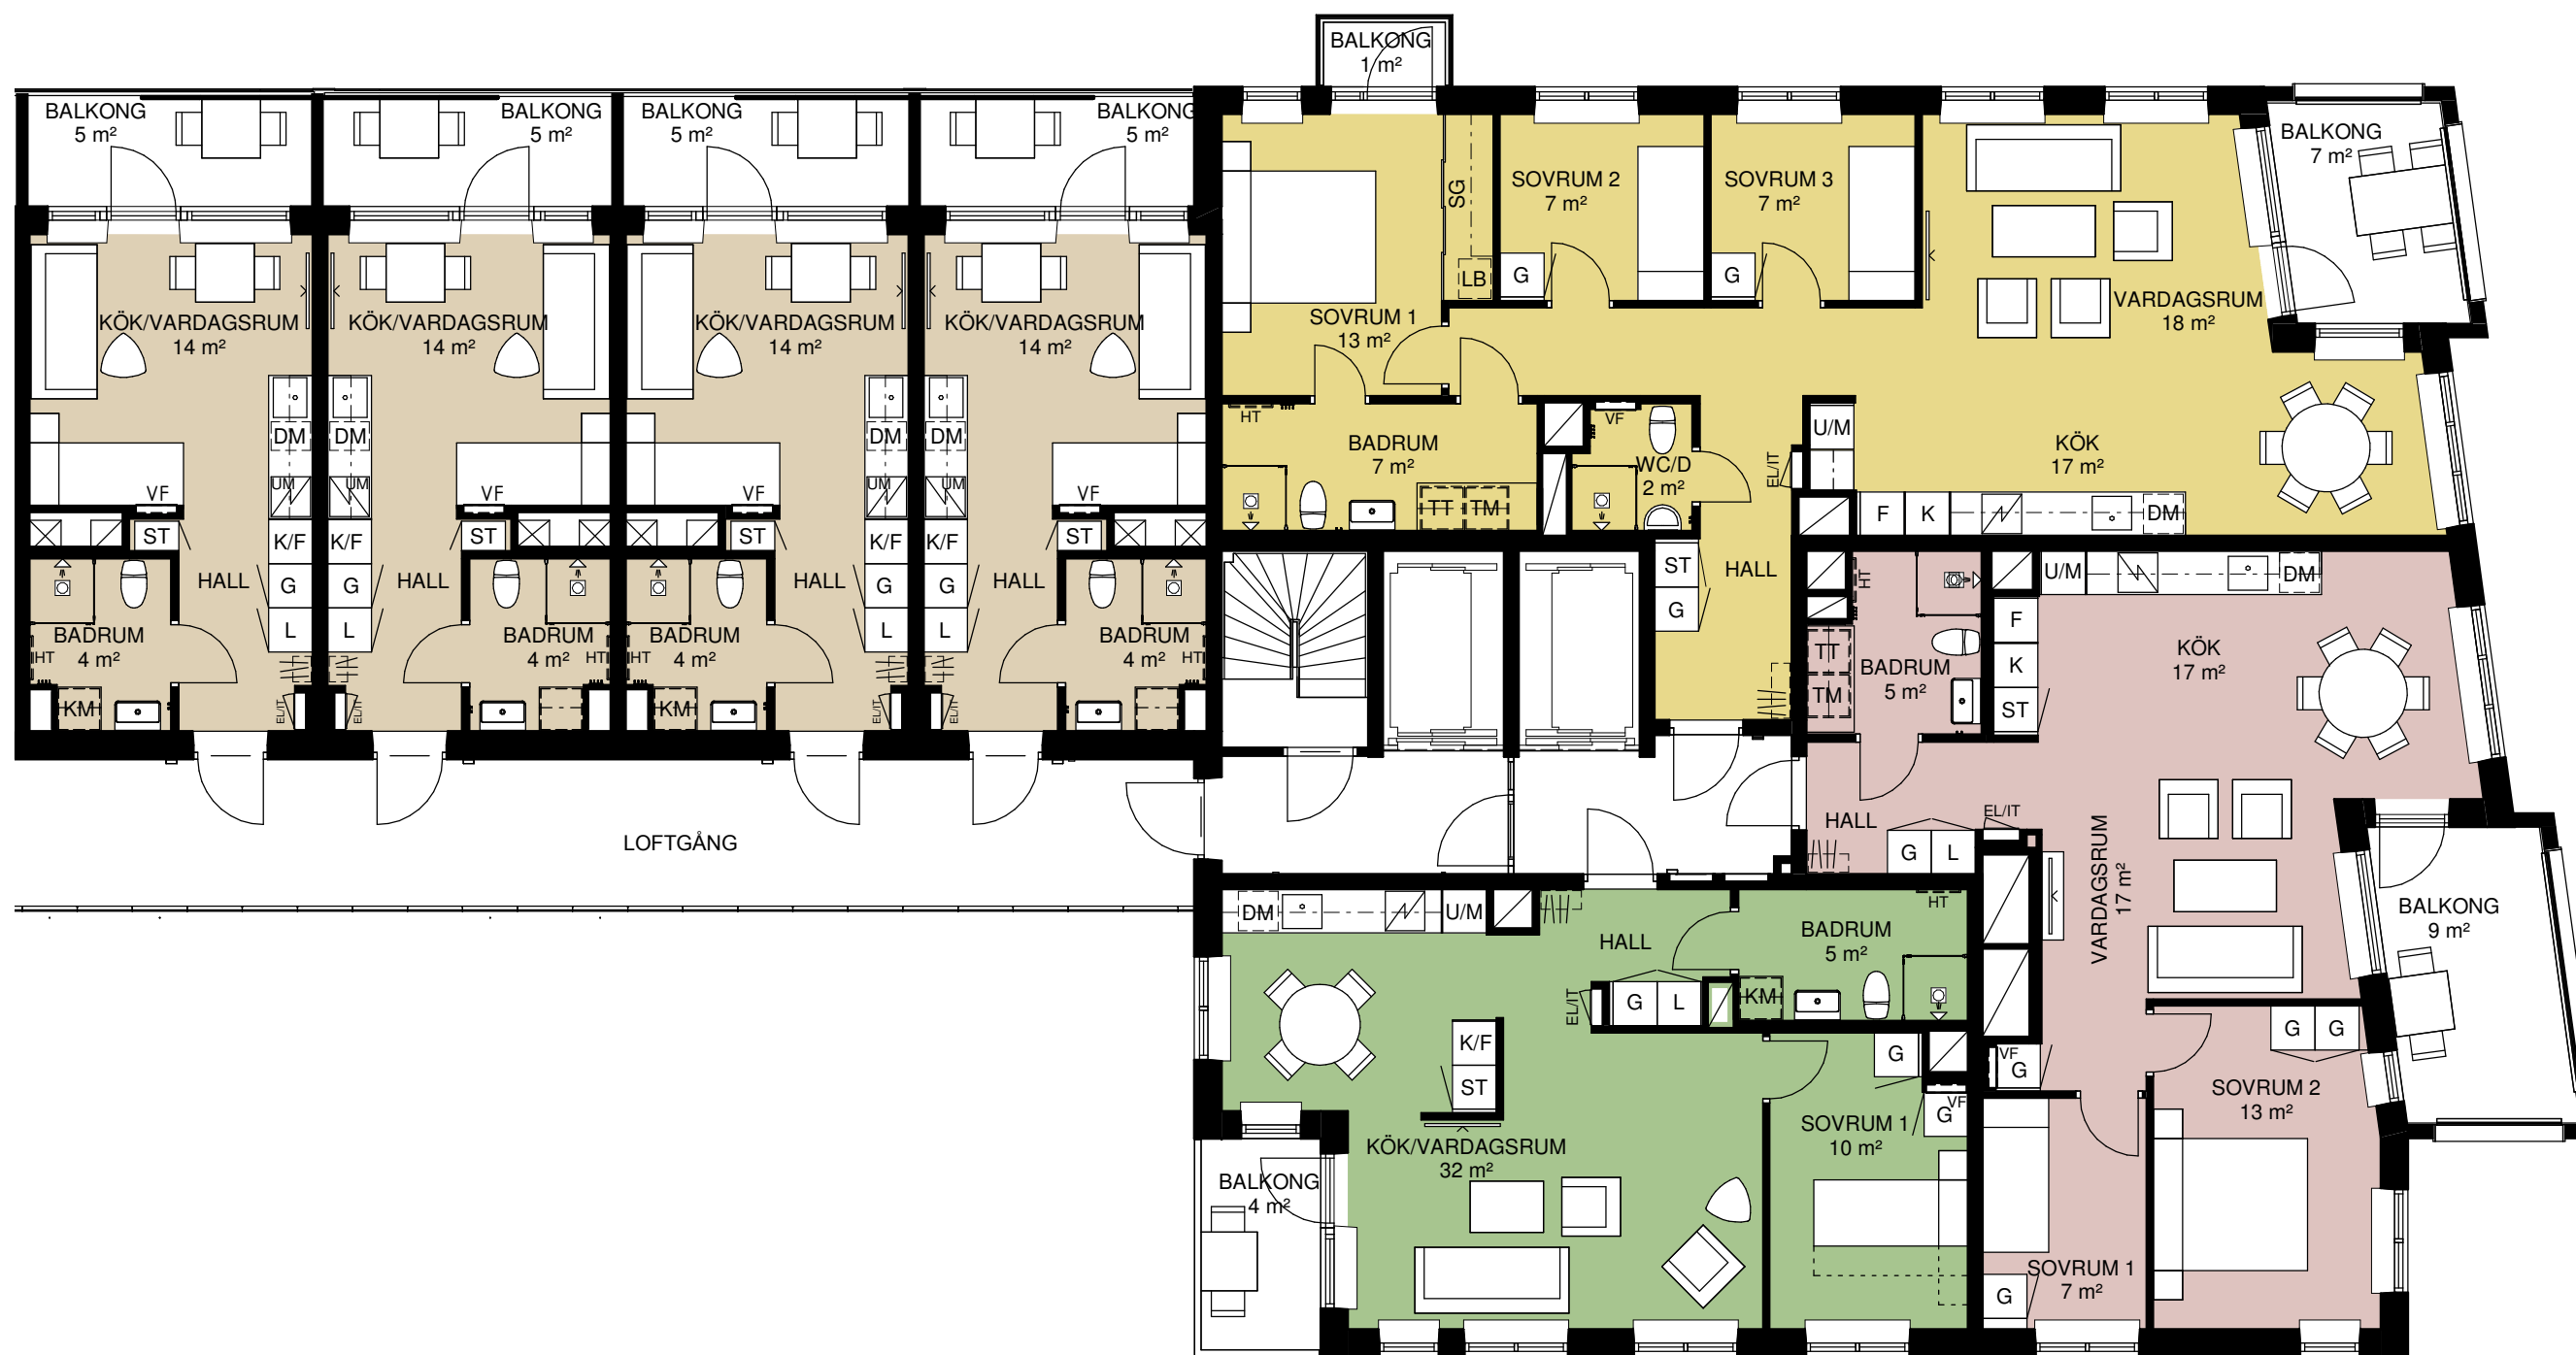 BALKONG
1 m²
BALKONG
5 m²
BALKONG
5 m²
BALKONG
5 m²
BALKONG
5 m²
KÖK/VARDAGSRUM
14 m²
KÖK/VARDAGSRUM
14 m²
KÖK/VARDAGSRUM
14 m²
KÖK/VARDAGSRUM
14 m²
DM
DM
DM
DM
UM
UM
UM
UM
VF
VF
VF
VF
ST
ST
ST
ST
K/F
K/F
K/F
K/F
HALL
HALL
HALL
HALL
G
G
G
G
L
L
L
L
BADRUM
4 m²
BADRUM
4 m²
BADRUM
4 m²
BADRUM
4 m²
HT
HT
HT
HT
KM
KM
EL/IT
EL/IT
EL/IT
EL/IT
LOFTGÅNG
SOVRUM 1
13 m²
SG
LB
SOVRUM 2
7 m²
G
SOVRUM 3
7 m²
G
VARDAGSRUM
18 m²
BALKONG
7 m²
HT
BADRUM
7 m²
TT
TM
VF
WC/D
2 m²
EL/IT
U/M
KÖK
17 m²
F
K
DM
ST
G
HALL
HT
TT
TM
BADRUM
5 m²
U/M
DM
F
K
ST
KÖK
17 m²
HALL
G
L
EL/IT
VARDAGSRUM
17 m²
BALKONG
9 m²
VF
G
SOVRUM 2
13 m²
G
G
SOVRUM 1
7 m²
G
DM
U/M
HALL
BADRUM
5 m²
HT
EL/IT
G
L
KM
K/F
ST
KÖK/VARDAGSRUM
32 m²
SOVRUM 1
10 m²
G
G
VF
BALKONG
4 m²